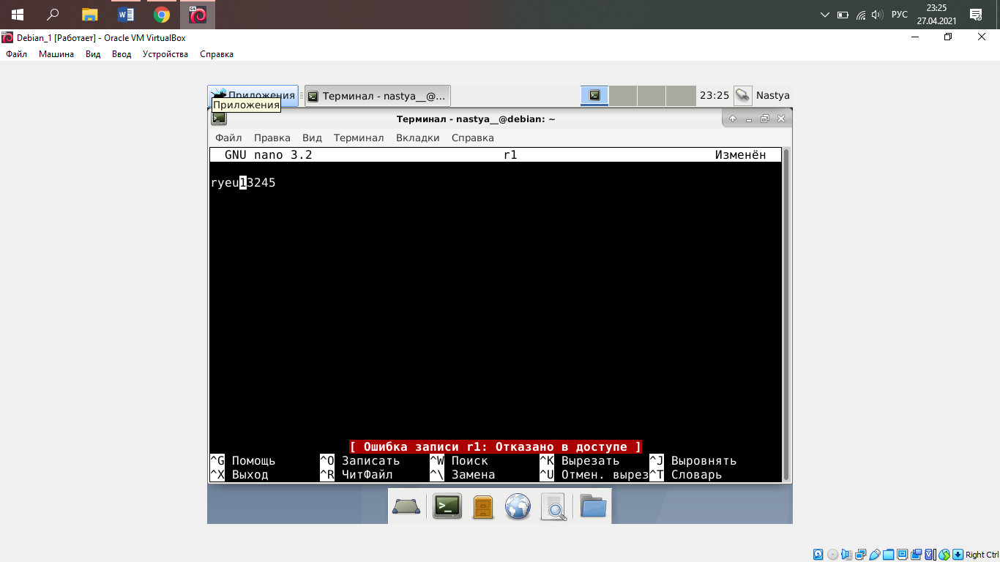 РУС
23:25
27.04.2021
Debian_1 [Работает] - Oracle VM VirtualBox
Файл Машина Вид Ввод Устройства Справка
Приложения
Терминал - nastya__@...
23:25
Nastya
Приложения
Терминал - nastya__@debian: ~
Файл Правка Вид Терминал Вкладки Справка
GNU nano 3.2 r1 Изменён
ryeu13245
[ Ошибка записи r1: Отказано в доступе ]
^G Помощь ^O Записать ^W Поиск ^K Вырезать ^J Выровнять
^X Выход ^R ЧитФайл ^\ Замена ^U Отмен. вырез ^T Словарь
Right Ctrl